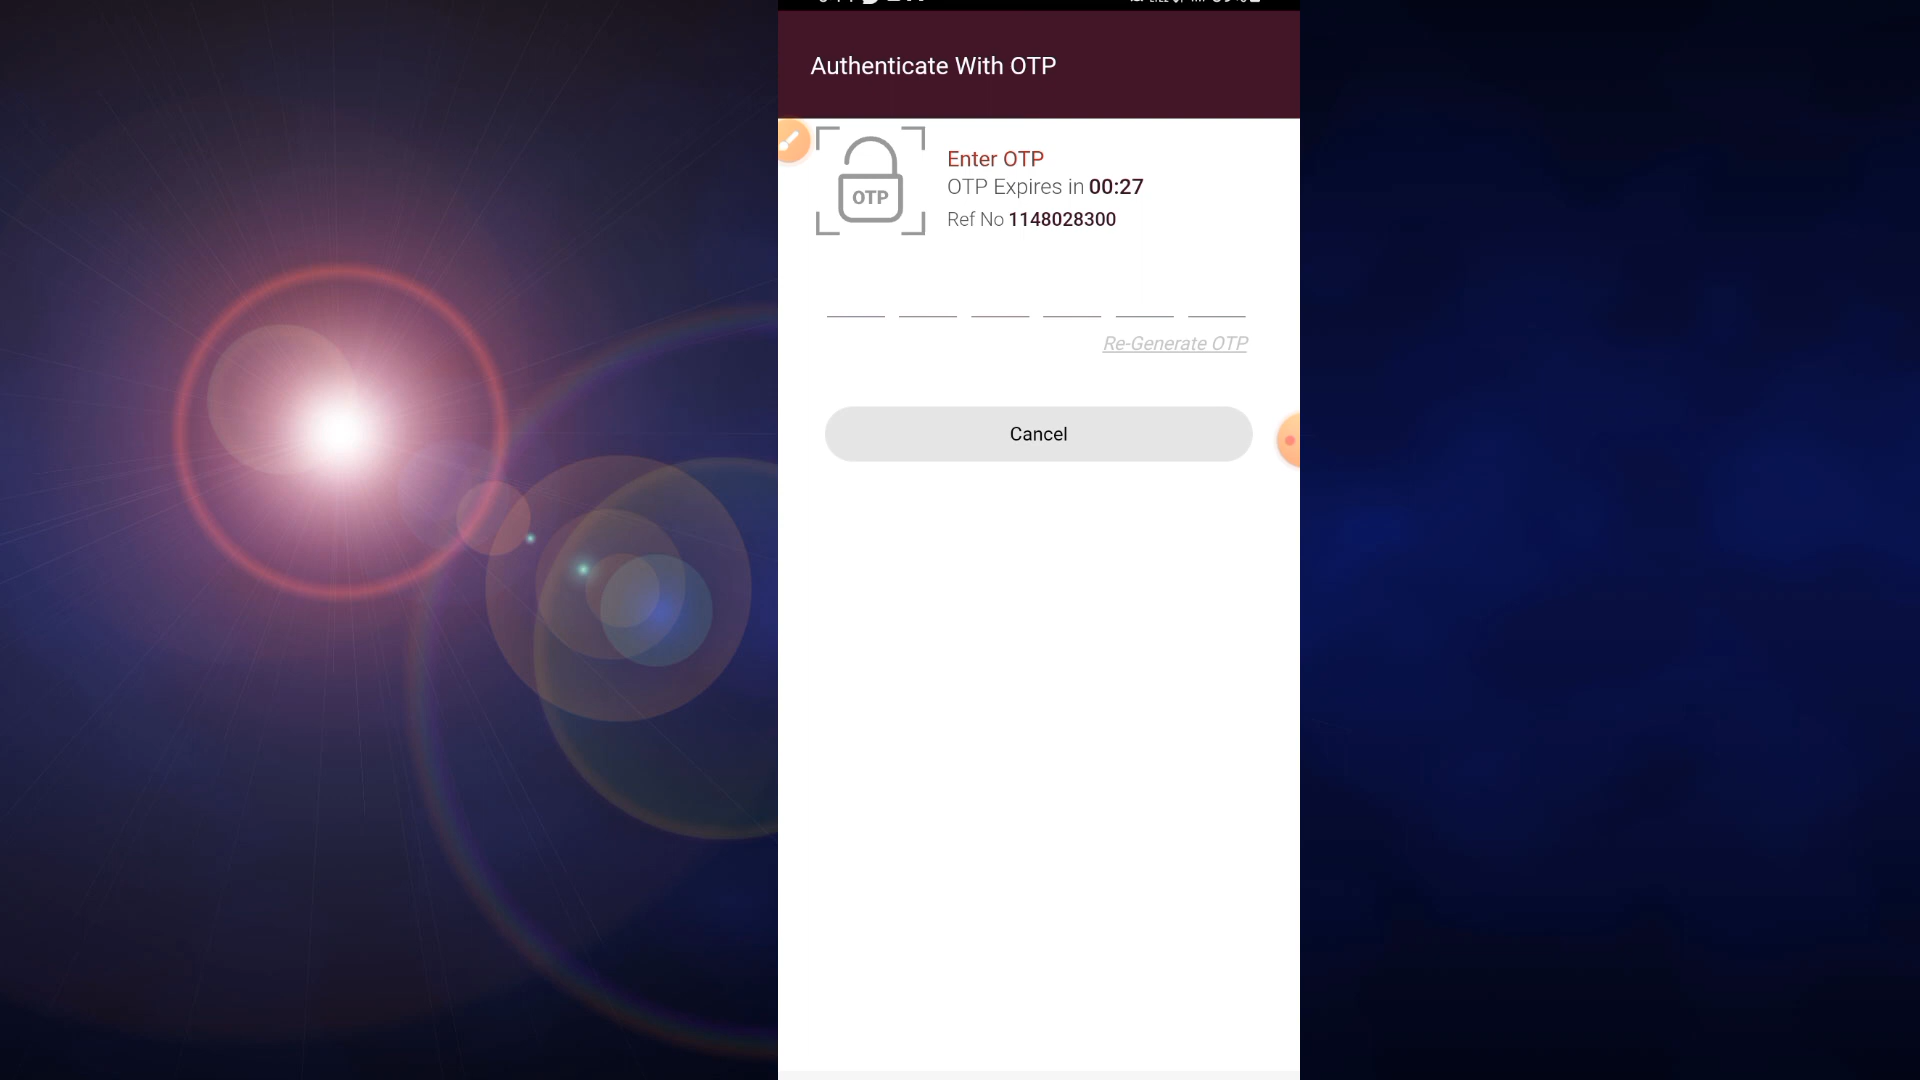 Authenticate With OTP
OTP
Enter OTP
OTP Expires in 00:27
Ref No 1148028300
Re-Generate OTP
Cancel